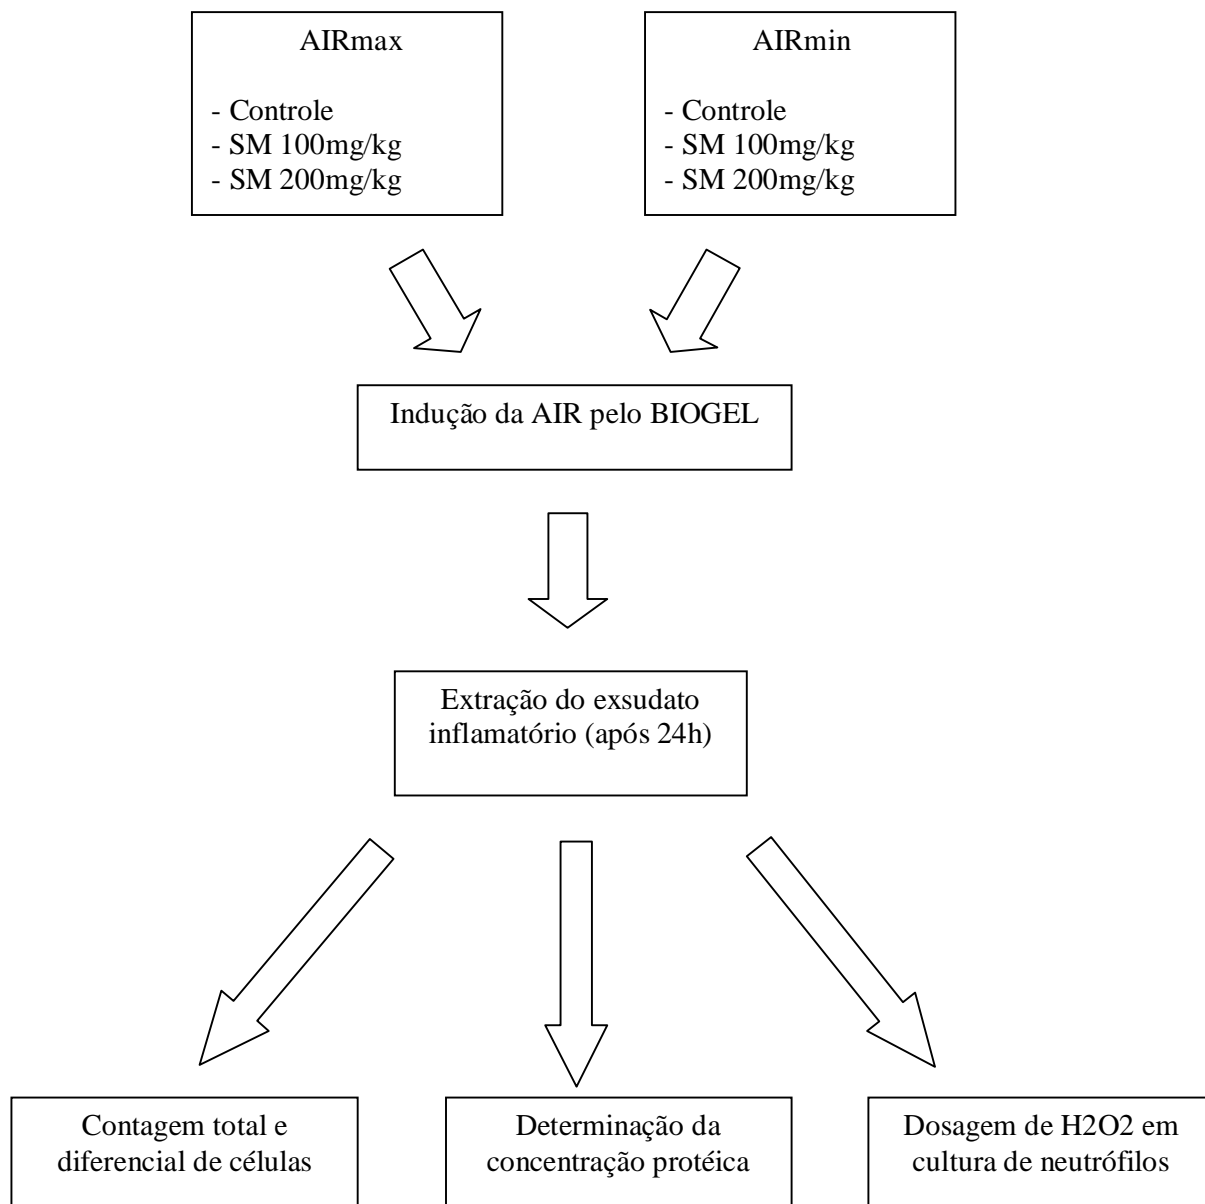 AIRmax
- Controle
- SM 100mg/kg
- SM 200mg/kg
AIRmin
- Controle
- SM 100mg/kg
- SM 200mg/kg
Indução da AIR pelo BIOGEL
Extração do exsudato
inflamatório (após 24h)
Contagem total e
diferencial de células
Determinação da
concentração protéica
Dosagem de H2O2 em
cultura de neutrófilos